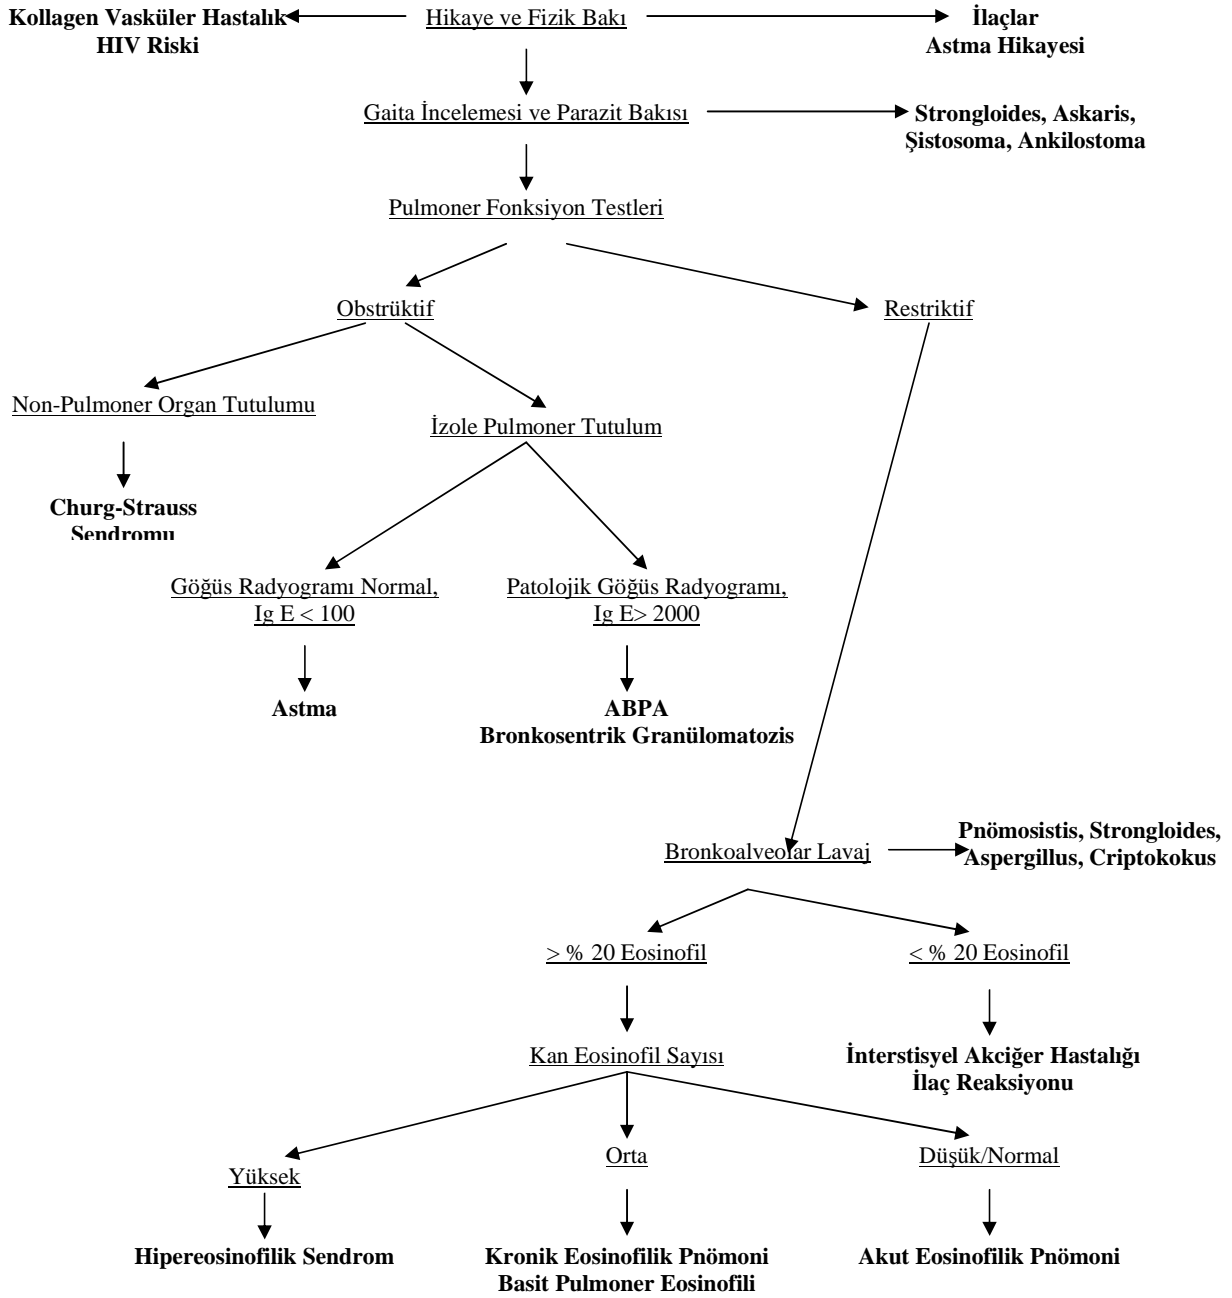 Kollagen Vasküler Hastalık
HIV Riski
Hikaye ve Fizik Bakı
İlaçlar
Astma Hikayesi
Gaita İncelemesi ve Parazit Bakısı
Strongloides, Askaris,
Şistosoma, Ankilostoma
Pulmoner Fonksiyon Testleri
Obstrüktif
Restriktif
Non-Pulmoner Organ Tutulumu
İzole Pulmoner Tutulum
Churg-Strauss
Sendromu
Göğüs Radyogramı Normal,
Ig E < 100
Patolojik Göğüs Radyogramı,
Ig E> 2000
Astma
ABPA
Bronkosentrik Granülomatozis
Bronkoalveolar Lavaj
Pnömosistis, Strongloides,
Aspergillus, Criptokokus
> % 20 Eosinofil
< % 20 Eosinofil
Kan Eosinofil Sayısı
İnterstisyel Akciğer Hastalığı
İlaç Reaksiyonu
Yüksek
Orta
Düşük/Normal
Hipereosinofilik Sendrom
Kronik Eosinofilik Pnömoni
Basit Pulmoner Eosinofili
Akut Eosinofilik Pnömoni